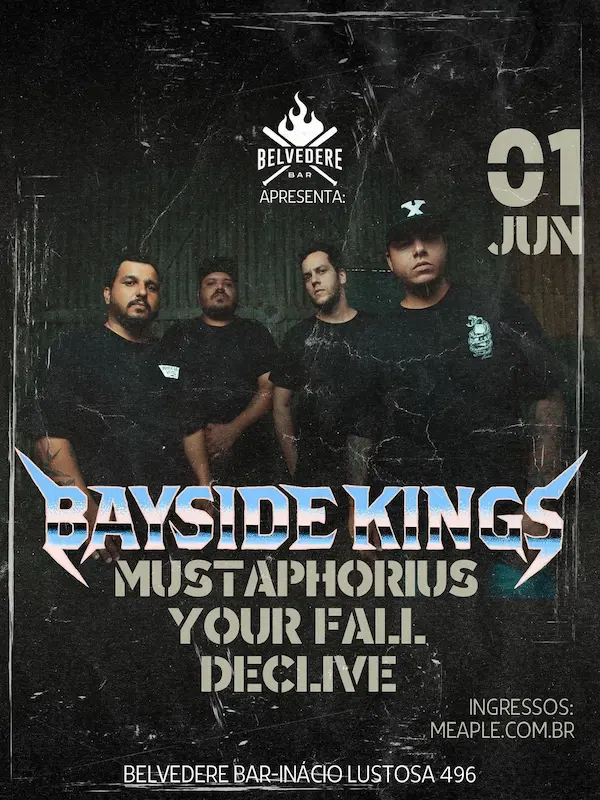 BELVEDERE
BAR
APRESENTA:
01
JUN
X
BAYSIDE KINGS
MUSTAPHORIUS
YOUR FALL
DECLIVE
INGRESSOS:
MEAPLE.COM.BR
BELVEDERE BAR-INÁCIO LUSTOSA 496